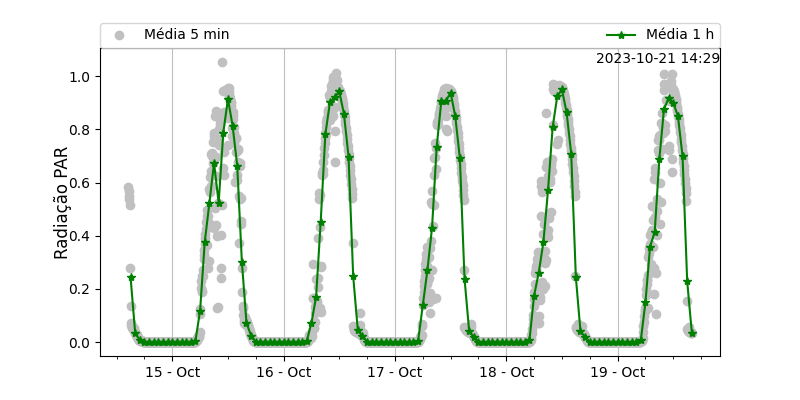 Média 5 min
Média 1 h
2023-10-21 14:29
Radiação PAR
1.0
0.8
0.6
0.4
0.2
0.0
15 - Oct
16 - Oct
17 - Oct
18 - Oct
19 - Oct